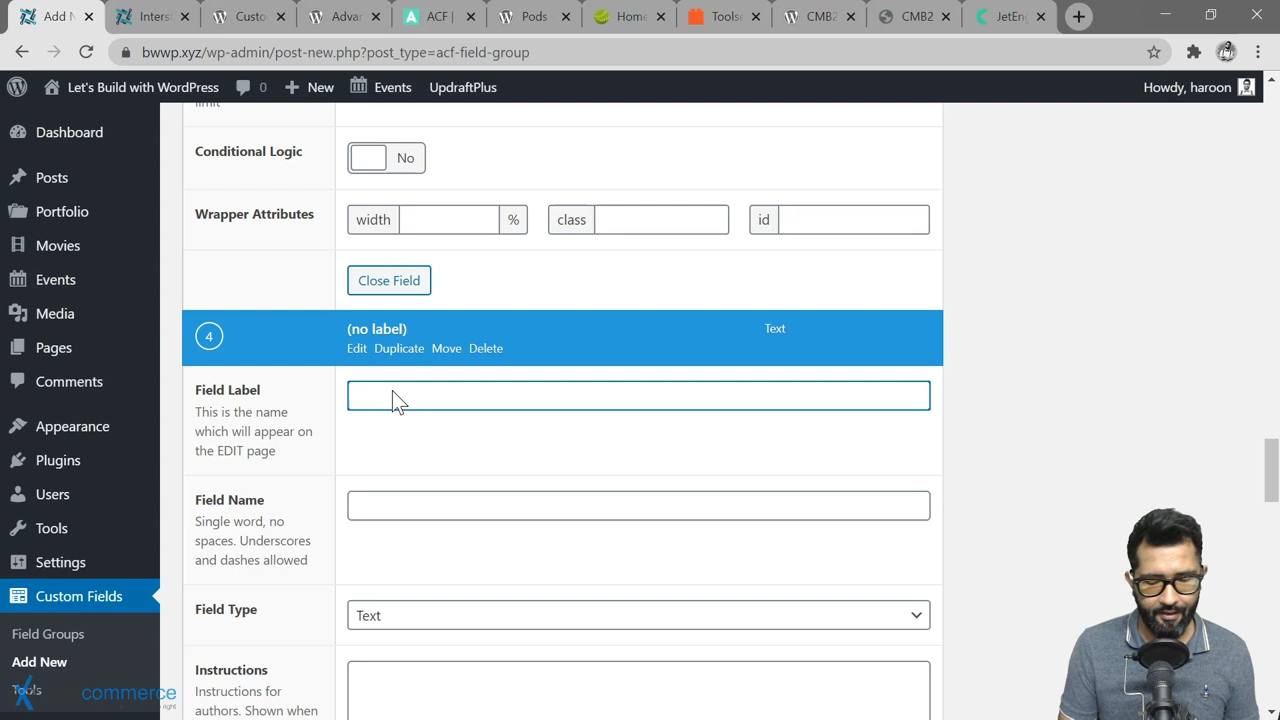 Add N
Interst
Custo
Advar
A
ACF |
Pods -
Home
Toolse
CMB2
CMB2
JetEn
bwwp.xyz/wp-admin/post-new.php?post_type=acf-field-group
Let's Build with WordPress
0
New
Events
UpdraftPlus
Howdy, haroon
Dashboard
Posts
Portfolio
Movies
Events
Media
Pages
Comments
Appearance
Plugins
Users
Tools
Settings
Custom Fields
Field Groups
Add New
Tools
commerce
limit
Conditional Logic
No
Wrapper Attributes
width
%
class
id
Close Field
4
(no label)
Text
Edit Duplicate Move Delete
Field Label
This is the name
which will appear on
the EDIT page
Field Name
Single word, no
spaces. Underscores
and dashes allowed
Field Type
Text
Instructions
Instructions for
authors. Shown when